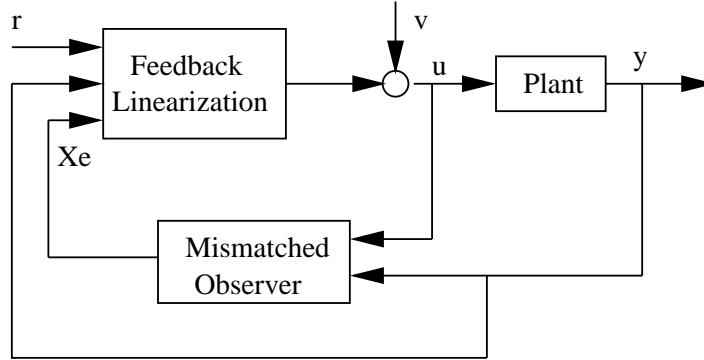 r
v
Feedback
Linearization
u
Plant
y
Xe
Mismatched
Observer